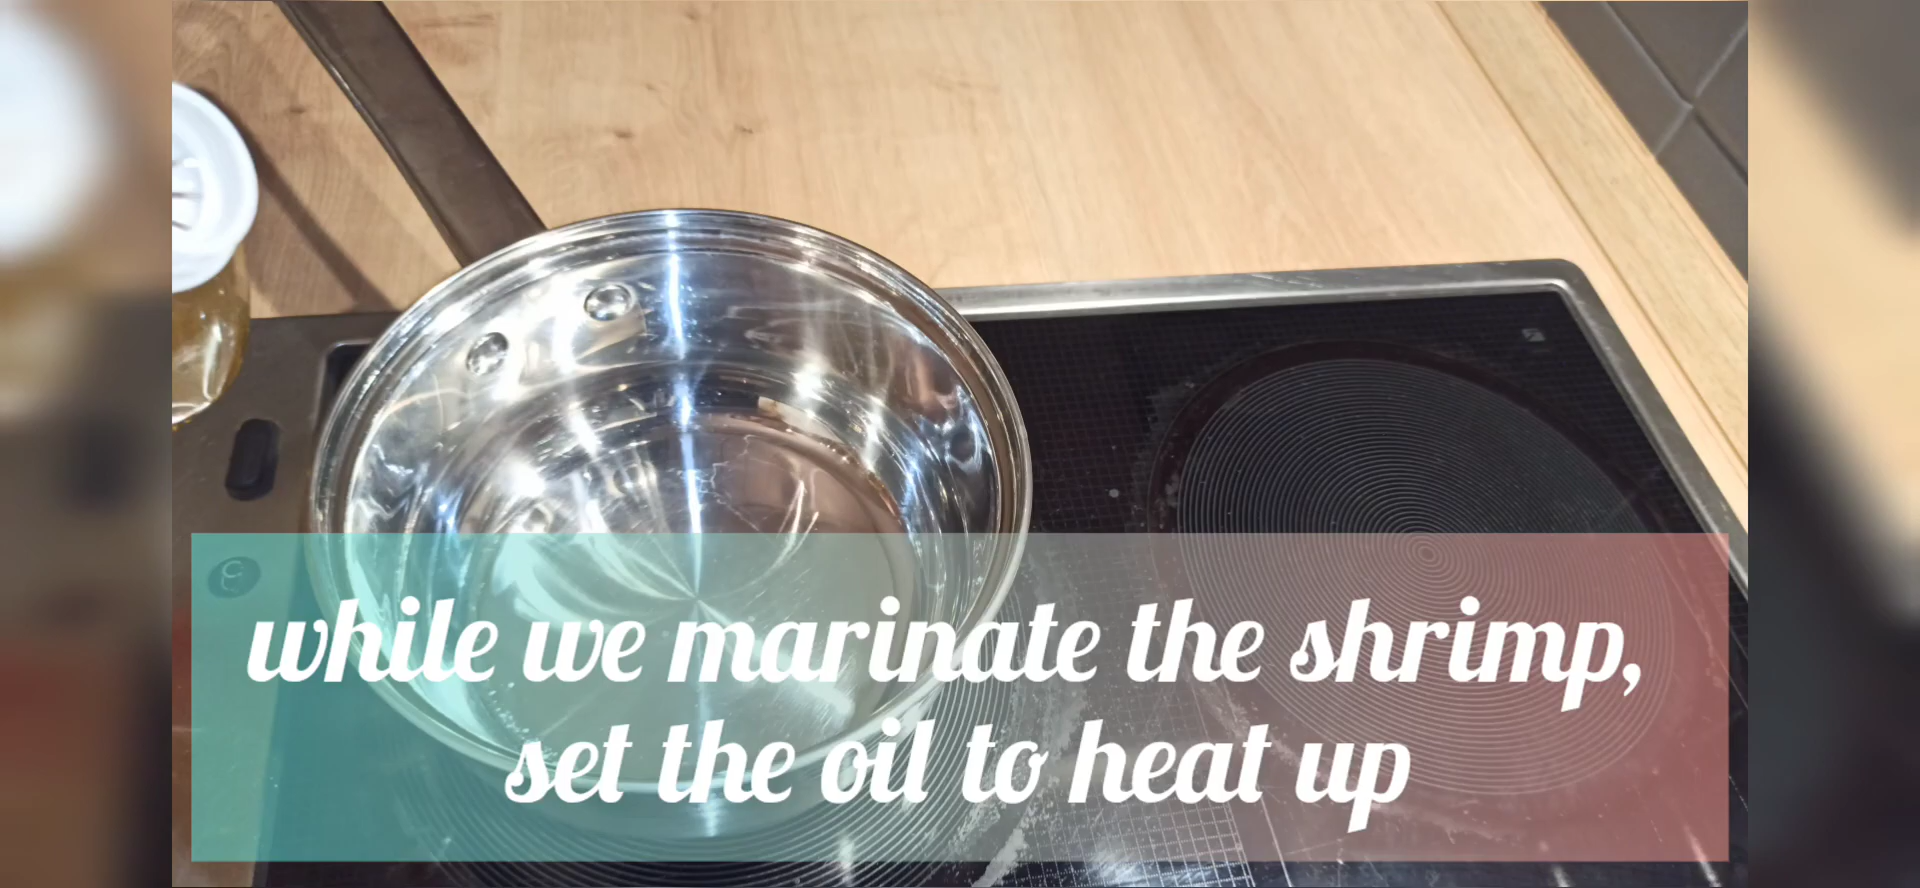 while we marinate the shrimp,
set the oil to heat up